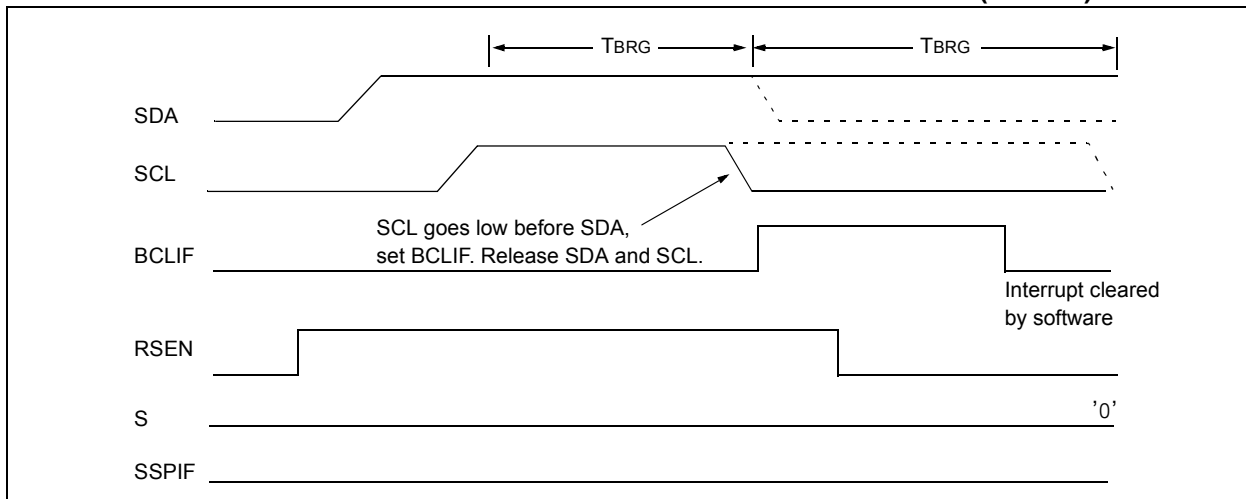 TBRG TBRG
SDA
SCL
SCL goes low before SDA,
set BCLIF. Release SDA and SCL.
BCLIF
Interrupt cleared
by software
RSEN
S '0'
SSPIF